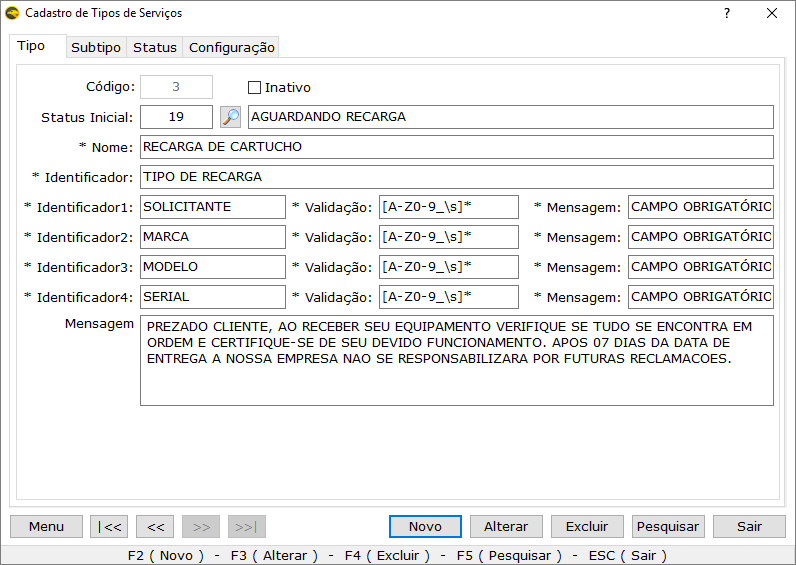 Cadastro de Tipos de Serviços ?
Tipo Subtipo Status Configuração
Código: 3 Inativo
Status Inicial: 19 AGUARDANDO RECARGA
* Nome: RECARGA DE CARTUCHO
* Identificador: TIPO DE RECARGA
* Identificador1: SOLICITANTE * Validação: [A-Z0-9_\s]* * Mensagem: CAMPO OBRIGATÓRIO
* Identificador2: MARCA * Validação: [A-Z0-9_\s]* * Mensagem: CAMPO OBRIGATÓRIO
* Identificador3: MODELO * Validação: [A-Z0-9_\s]* * Mensagem: CAMPO OBRIGATÓRIO
* Identificador4: SERIAL * Validação: [A-Z0-9_\s]* * Mensagem: CAMPO OBRIGATÓRIO
Mensagem
PREZADO CLIENTE, AO RECEBER SEU EQUIPAMENTO VERIFIQUE SE TUDO SE ENCONTRA EM
ORDEM E CERTIFIQUE-SE DE SEU DEVIDO FUNCIONAMENTO. APOS 07 DIAS DA DATA DE
ENTREGA A NOSSA EMPRESA NAO SE RESPONSABILIZARA POR FUTURAS RECLAMACOES.
Menu |<< << >> >>| Novo Alterar Excluir Pesquisar Sair
F2 ( Novo ) - F3 ( Alterar ) - F4 ( Excluir ) - F5 ( Pesquisar ) - ESC ( Sair )